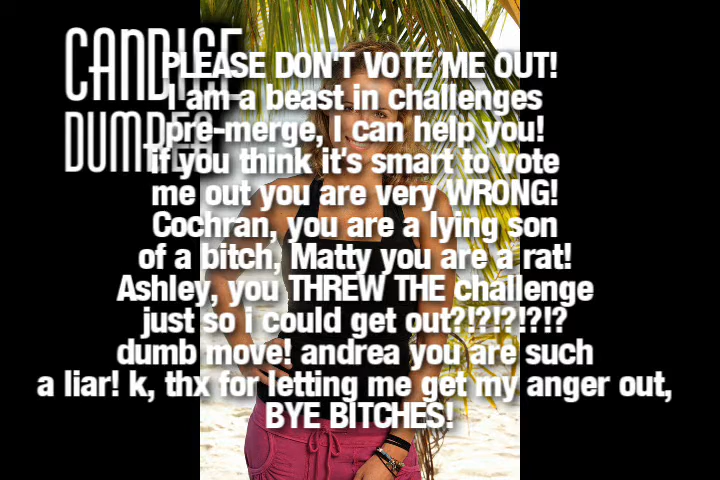 CANDICE
DUMDEA
PLEASE DON'T VOTE ME OUT!
I am a beast in challenges
pre-merge, I can help you!
if you think it's smart to vote
me out you are very WRONG!
Cochran, you are a lying son
of a bitch, Matty you are a rat!
Ashley, you THREW THE challenge
just so i could get out?!?!?!?!?
dumb move! andrea you are such
a liar! k, thx for letting me get my anger out,
BYE BITCHES!